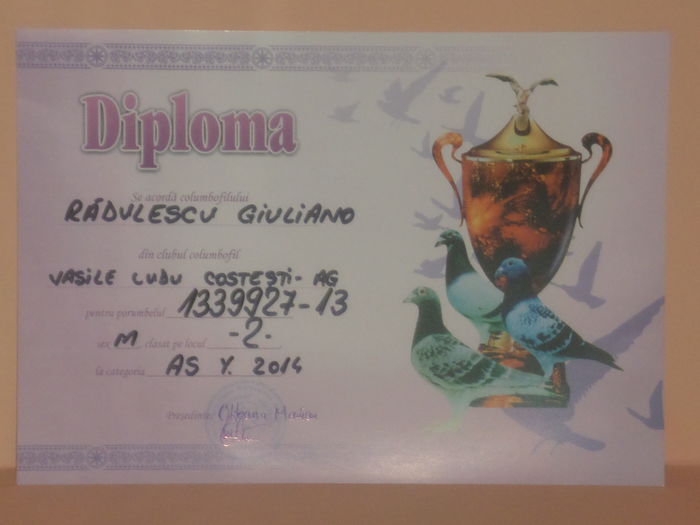 Diploma
Se acordă columbofilului
RĂDULESCU GIULIANO
din clubul columbofil
VASILE LUDU COSTEȘTI-AG
pentru porumbelul 1339927-13
sex M clasat pe locul -2-
la categoria AS Y. 2014
Președinte: